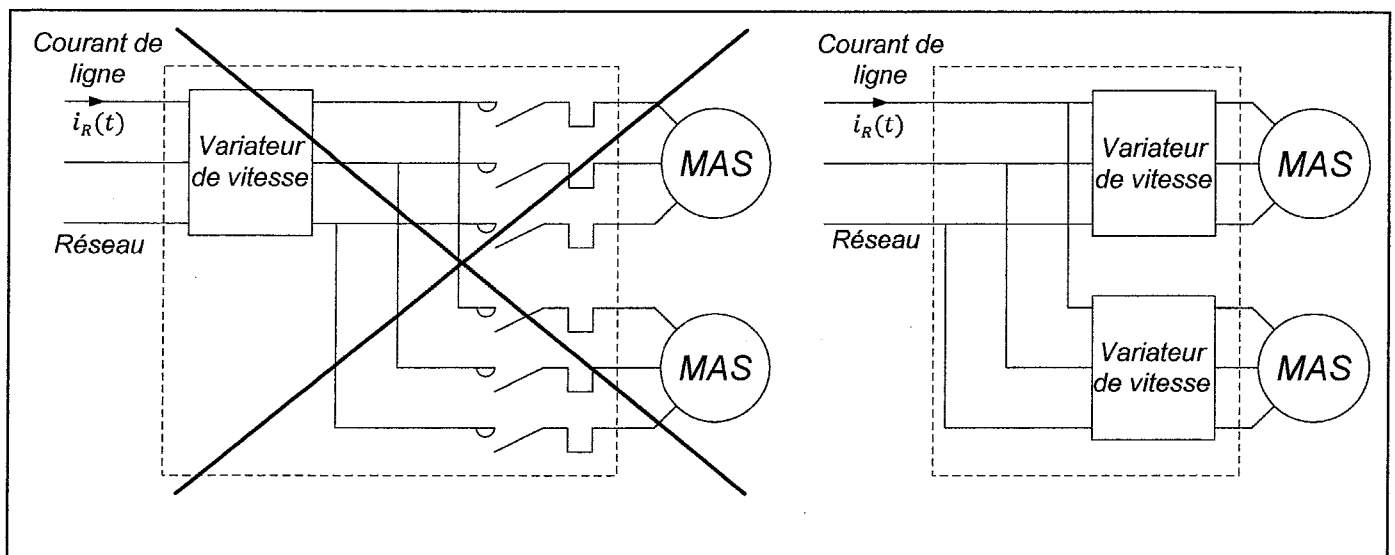 Courant de
ligne
i_R(t)
Variateur
de vitesse
Réseau
MAS
MAS
Courant de
ligne
i_R(t)
Réseau
Variateur
de vitesse
MAS
Variateur
de vitesse
MAS